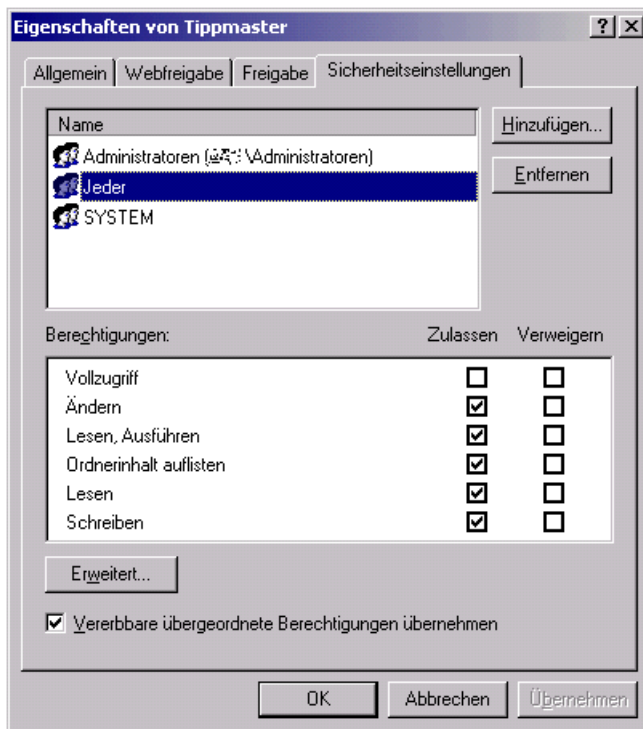 Eigenschaften von Tippmaster
Allgemein Webfreigabe Freigabe Sicherheitseinstellungen
Name
Hinzufügen...
Administratoren ( \Administratoren)
Entfernen
Jeder
SYSTEM
Berechtigungen: Zulassen Verweigern
Vollzugriff
Ändern
Lesen, Ausführen
Ordnerinhalt auflisten
Lesen
Schreiben
Erweitert...
Vererbbare übergeordnete Berechtigungen übernehmen
OK Abbrechen Übernehmen